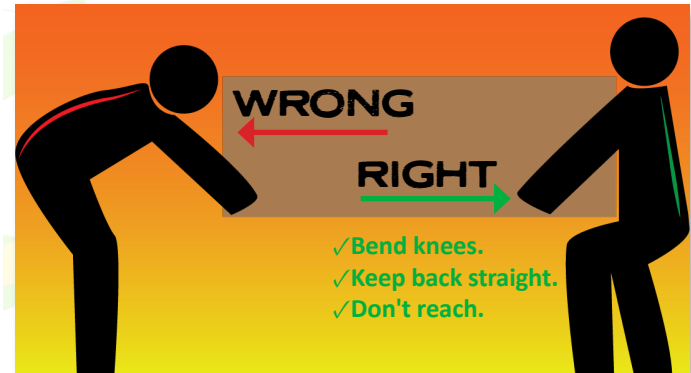 WRONG
RIGHT
✓Bend knees.
✓Keep back straight.
✓Don't reach.